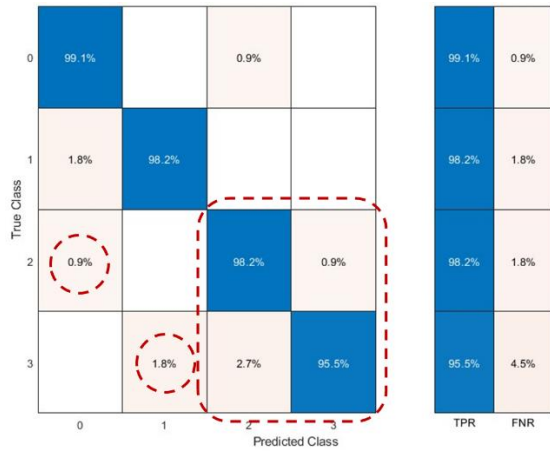 0 99.1% 0.9% 99.1% 0.9%
1 1.8% 98.2% 98.2% 1.8%
True Class
2 0.9% 98.2% 0.9% 98.2% 1.8%
3 1.8% 2.7% 95.5% 95.5% 4.5%
0 1 2 3 TPR FNR
Predicted Class